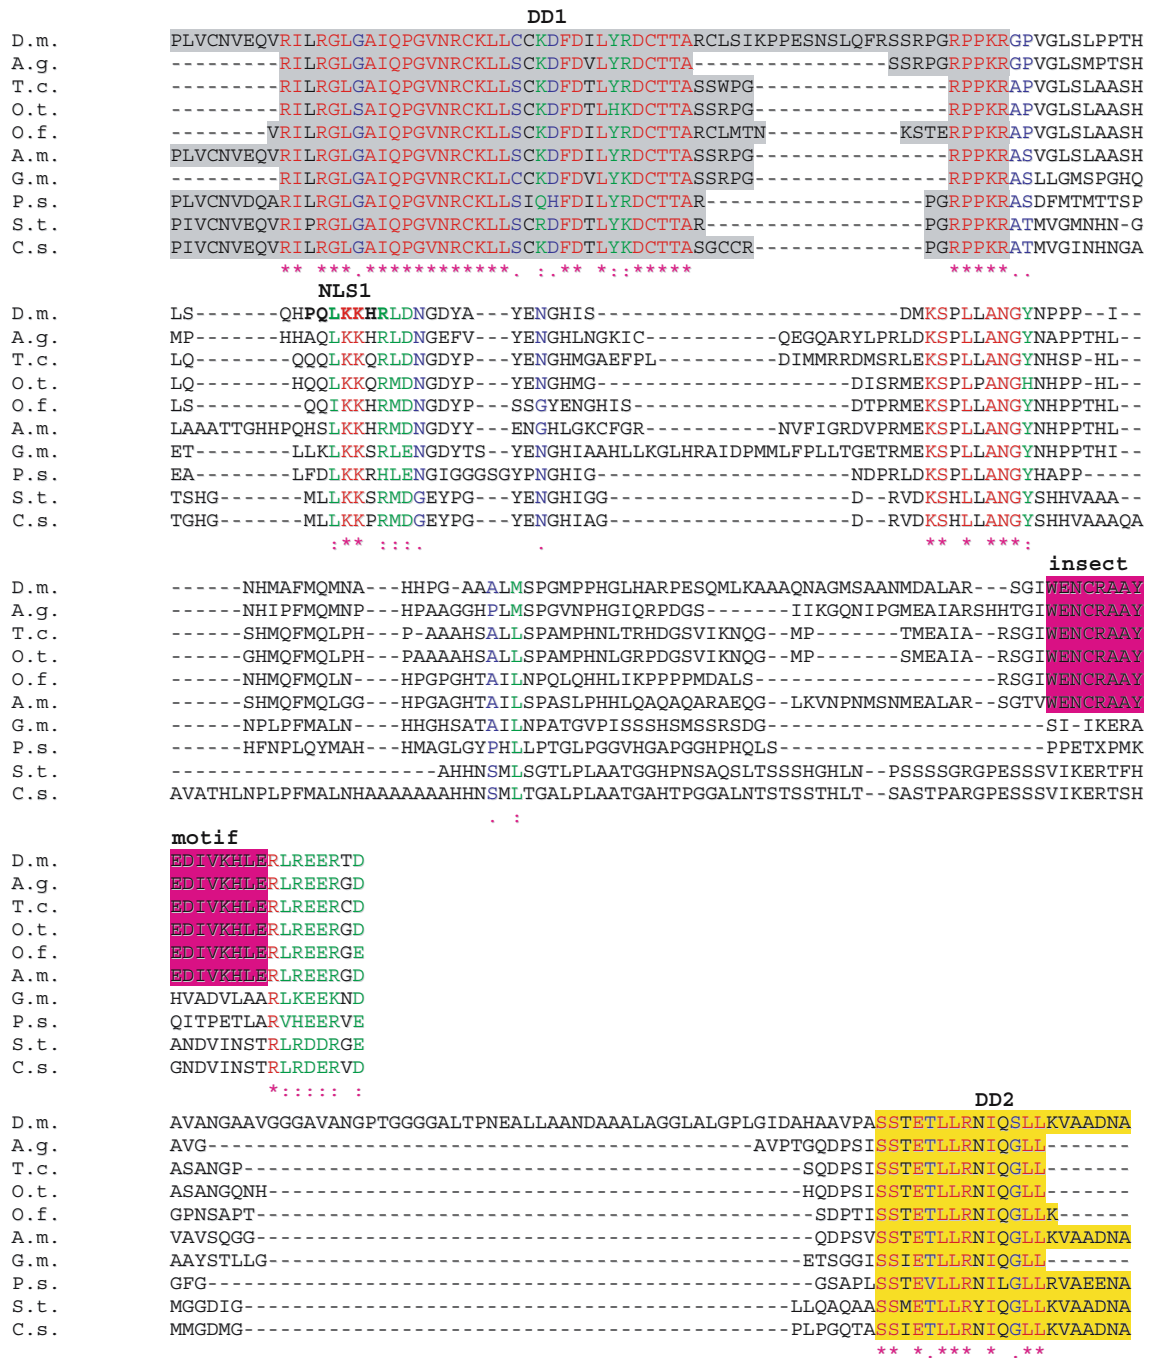 DD1
D.m. PLVCNVEQVRILRGLGAIQPGVNRCKLLCCKDFDILYRDCTTARCLSIKPPESNSLQFRSSRPGRPPKRGPVGLSLPPTH
A.g. ---------RILRGLGAIQPGVNRCKLLSCKDFDVLYRDCTTA----------------SSRPGRPPKRGPVGLSMPTSH
T.c. ---------RILRGLGAIQPGVNRCKLLSCKDFDTLYRDCTTASSWPG----------------RPPKRAPVGLSLAASH
O.t. ---------RILRGLSAIQPGVNRCKLLSCKDFDTLHKDCTTASSRPG----------------RPPKRAPVGLSLAASH
O.f. --------VRILRGLGAIQPGVNRCKLLSCKDFDILYRDCTTARCLMTN-----------KSTERPPKRAPVGLSLAASH
A.m. PLVCNVEQVRILRGLGAIQPGVNRCKLLSCKDFDILYRDCTTASSRPG----------------RPPKRASVGLSLAASH
G.m. ---------RILRGLGAIQPGVNRCKLLCCKDFDVLYKDCTTASSRPG----------------RPPKRASLLGMSPGHQ
P.s. PLVCNVDQARILRGLGAIQPGVNRCKLLSIQHFDILYRDCTTAR------------------PGRPPKRASDFMTMTTSP
S.t. PIVCNVEQVRIPRGLGAIQPGVNRCKLLSCRDFDTLYKDCTTAR------------------PGRPPKRATMVGMNHN-G
C.s. PIVCNVEQVRILRGLGAIQPGVNRCKLLSCKDFDTLYKDCTTASGCCR--------------PGRPPKRATMVGINHNGA
** ***.************. :.** *::***** *****..
NLS1
D.m. LS-------QHPQLKKHRLDNGDYA---YENGHIS-----------------------DMKSPLLANGYNPPP--I--
A.g. MP-------HHAQLKKHRLDNGEFV---YENGHLNGKIC-----------QEGQARYLPRLDKSPLLANGYNAPPTHL--
T.c. LQ-------QQQLKKQRLDNGDYP---YENGHMGAEFPL----------DIMMRRDMSRLEKSPLLANGYNHSP-HL--
O.t. LQ-------HQQLKKQRMDNGDYP---YENGHMG---------------------DISRMEKSPLPANGHNHPP-HL--
O.f. LS---------QQIKKHRMDNGDYP---SSGYENGHIS------------------DTPRMEKSPLLANGYNHPPTHL--
A.m. LAAATTGHHPQHSLKKHRMDNGDYY---ENGHLGKCFGR---------NVFIGRDVPRMEKSPLLANGYNHPPTHL--
G.m. ET--------LLKLKKSRLENGDYTS-YENGHIAAHLLKGLHRAIDPMMLFPLLTGETRMEKSPLLANGYNHPPTHI--
P.s. EA--------LFDLKKRHLENGIGGGSGYPNGHIG------------------NDPRLDKSPLLANGYHAPP----
S.t. TSHG-------MLLKKSRMDGEYPG---YENGHIGG-----------------D--RVDKSHLLANGYSHHVAAA--
C.s. TGHG-------MLLKKPRMDGEYPG---YENGHIAG-----------------D--RVDKSHLLANGYSHHVAAAQA
:** :::. . ** * ***:
insect
D.m. ------NHMAFMQMNA---HHPG-AAALMSPGMPPHGLHARPESQMLKAAAQNAGMSAANMDALAR---SGIWENCRAAY
A.g. ------NHIPFMQMNP---HPAAGGHPLMSPGVNPHGIQRPDGS-------IIKGQNIPGMEAIARSHHTGIWENCRAAY
T.c. ------SHMQFMQLPH---P-AAAHSALLSPAMPHNLTRHDGSVIKNQG--MP-----TMEAIA--RSGIWENCRAAY
O.t. ------GHMQFMQLPH---PAAAAHSALLSPAMPHNLGRPDGSVIKNQG--MP-----SMEAIA--RSGIWENCRAAY
O.f. ------NHMQFMQLN---HPGPGHTAILNPQLQHHLIKPPPPMDALS--------------------RSGIWENCRAAY
A.m. ------SHMQFMQLGG---HPGAGHTAILSPASLPHHLQAQAQARAEQG--LKVNPNMSNMEALAR--SGTVWENCRAAY
G.m. ------NPLPFMALN---HHGHSATAILNPATGVPISSSHSMSSRSDG-----------------------SI-IKERA
P.s. ------HFNPLQYMAH---HMAGLGYPHLLPTGLPGGVHGAPGGHPHQLS----------------------PPETXPMK
S.t. ----------------------AHHNSMLSGTLPLAATGGHPNSAQSLTSSSHGHLN--PSSSSGRGPESSSVIKERTFH
C.s. AVATHLNPLPFMALNHAAAAAAAHHNSMLTGALPLAATGAHTPGGALNTSTSSTHLT--SASTPARGPESSSVIKERTSH
. :
motif
D.m. EDIVKHLERLREERTD
A.g. EDIVKHLERLREERGD
T.c. EDIVKHLERLREERCD
O.t. EDIVKHLERLREERGD
O.f. EDIVKHLERLREERGE
A.m. EDIVKHLERLREERGD
G.m. HVADVLAARLKEEKND
P.s. QITPETLARVHEERVE
S.t. ANDVINSTRLRDDRGE
C.s. GNDVINSTRLRDERVD
*::::: :
DD2
D.m. AVANGAAVGGGAVANGPTGGGGALTPNEALLAANDAAALAGGLALGPLGIDAHAAVPASSTETLLRNIQSLLKVAADNA
A.g. AVG---------------------------------------------AVPTGQDPSISSTETLLRNIQGLL-------
T.c. ASANGP----------------------------------------------SQDPSISSTETLLRNIQGLL-------
O.t. ASANGQNH--------------------------------------------HQDPSISSTETLLRNIQGLL-------
O.f. GPNSAPT----------------------------------------------SDPTISSTETLLRNIQGLLK------
A.m. VAVSQGG----------------------------------------------QDPSVSSTETLLRNIQGLLKVAADNA
G.m. AAYSTLLG--------------------------------------------ETSGGISSIETLLRNIQGLL-------
P.s. GFG--------------------------------------------------GSAPLSSTEVLLRNILGLLRVAEENA
S.t. MGGDIG---------------------------------------------LLQAQAASSMETLLRYIQGLLKVAADNA
C.s. MMGDMG---------------------------------------------PLPGQTASSIETLLRNIQGLLKVAADNA
** *.*** * .**